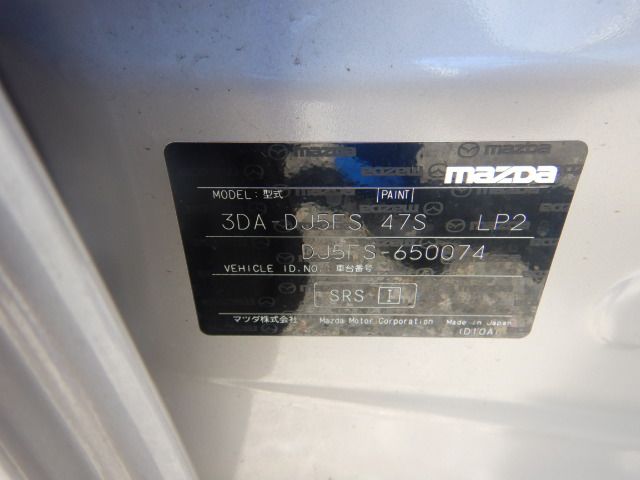 mazda
MODEL:型式 PAINT
3DA-DJ5FS 47S LP2
DJ5FS-650074
VEHICLE ID.NO. 車台番号
SRS I
マツダ株式会社 Mazda Motor Corporation Made in Japan
(D10A)